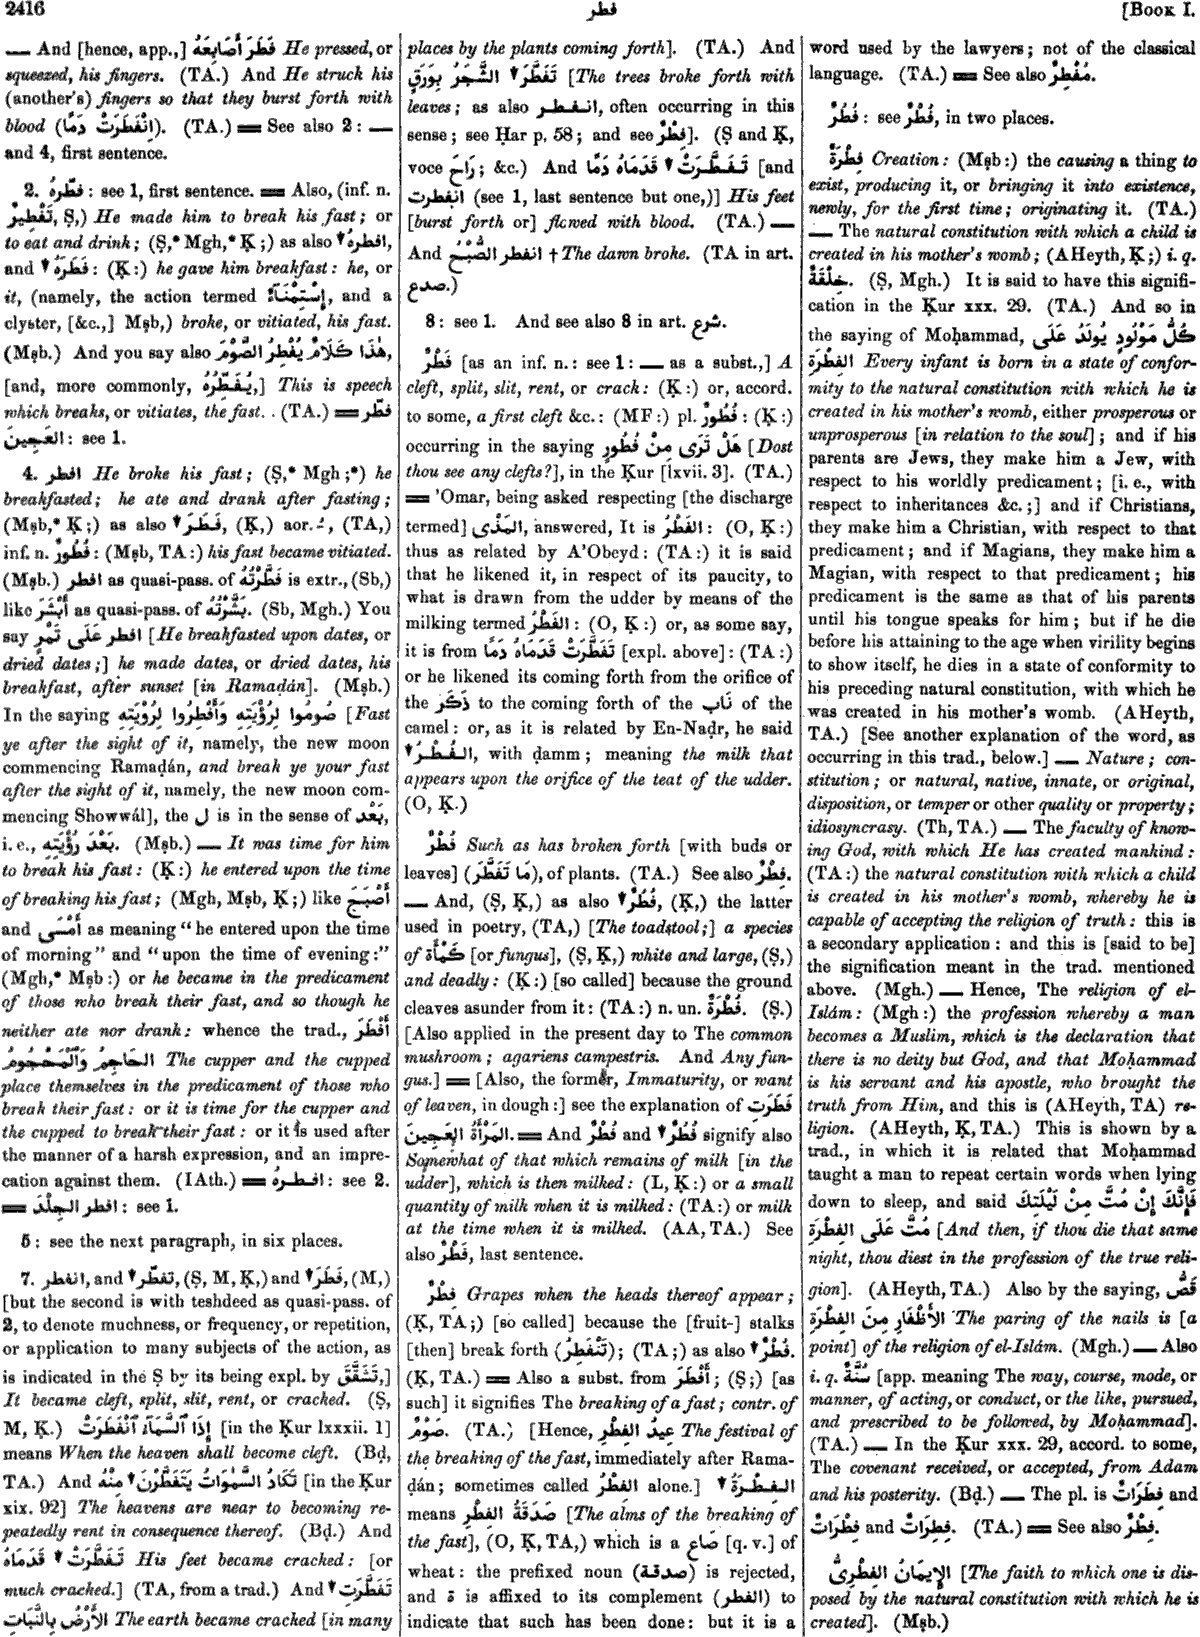 2416
فطر
[Book I.
— And [hence, app.,] فَطَرَ أَصَابِعَهُ He pressed, or
squeezed, his fingers. (TA.) And He struck his
(another's) fingers so that they burst forth with
blood (اِنْفَطَرَتْ دَمًا). (TA.) ═ See also 2: —
and 4, first sentence.
2. فطّرهُ: see 1, first sentence. ═ Also, (inf. n.
تَفْطِيرٌ, Ṣ,) He made him to break his fast; or
to eat and drink; (Ṣ,* Mgh,* Ḳ;) as also ▼ افطرهُ,
and ▼ فَطَرَهُ: (Ḳ:) he gave him breakfast: he, or
it, (namely, the action termed إِسْتِمْنَآءٌ, and a
clyster, [&c.,] Mṣb,) broke, or vitiated, his fast.
(Mṣb.) And you say also هٰذَا كَلَامٌ يُفْطِرُ الصَّوْمَ,
[and, more commonly, يُفَطِّرُهُ,] This is speech
which breaks, or vitiates, the fast. . (TA.) ═ فطّر
العَجِينَ: see 1.
4. افطر He broke his fast; (Ṣ,* Mgh;*) he
breakfasted; he ate and drank after fasting;
(Mṣb,* Ḳ;) as also ▼ فَطَرَ, (Ḳ,) aor. ـُ, (TA,)
inf. n. فُطُورٌ: (Mṣb, TA:) his fast became vitiated.
(Mṣb.) افطر as quasi-pass. of فَطَّرْتُهُ is extr., (Sb,)
like أَبْشَرَ as quasi-pass. of بَشَّرْتُهُ. (Sb, Mgh.) You
say افطر عَلَى تَمْرٍ [He breakfasted upon dates, or
dried dates;] he made dates, or dried dates, his
breakfast, after sunset [in Ramaḍán]. (Mṣb.)
In the saying صُومُوا لِرُؤْيَتِهِ وَأَفْطِرُوا لِرُؤْيَتِهِ [Fast
ye after the sight of it, namely, the new moon
commencing Ramaḍán, and break ye your fast
after the sight of it, namely, the new moon com-
mencing Showwál], the ل is in the sense of بَعْدَ,
i. e., بَعْدَ رُؤْيَتِهِ. (Mṣb.) — It was time for him
to break his fast: (Ḳ:) he entered upon the time
of breaking his fast; (Mgh, Mṣb, Ḳ;) like أَصْبَحَ
and أَمْسَى as meaning "he entered upon the time
of morning" and "upon the time of evening:"
(Mgh,* Mṣb:) or he became in the predicament
of those who break their fast, and so though he
neither ate nor drank: whence the trad., أَفْطَرَ
الحَاجِمُ وَٱلْمَحْجُومُ The cupper and the cupped
place themselves in the predicament of those who
break their fast: or it is time for the cupper and
the cupped to break their fast: or it is used after
the manner of a harsh expression, and an impre-
cation against them. (IAth.) ═ افطرهُ: see 2.
═ افطر الجِلْدَ: see 1.
5: see the next paragraph, in six places.
7. انفطر, and ▼ تفطّر, (Ṣ, M, Ḳ,) and ▼ فَطَرَ, (M,)
[but the second is with teshdeed as quasi-pass. of
2, to denote muchness, or frequency, or repetition,
or application to many subjects of the action, as
is indicated in the Ṣ by its being expl. by تَشَقَّقَ,]
It became cleft, split, slit, rent, or cracked. (Ṣ,
M, Ḳ.) إِذَا ٱلسَّمَآءُ ٱنْفَطَرَتْ [in the Ḳur lxxxii. 1]
means When the heaven shall become cleft. (Bḍ,
TA.) And تَكَادُ السَّمٰوَاتُ يَتَفَطَّرْنَ▼ مِنْهُ [in the Ḳur
xix. 92] The heavens are near to becoming re-
peatedly rent in consequence thereof. (Bḍ.) And
تَفَطَّرَتْ ▼ قَدَمَاهُ His feet became cracked: [or
much cracked.] (TA, from a trad.) And ▼ تَفَطَّرَتِ
الأَرْضُ بِالنَّبَاتِ The earth became cracked [in many
places by the plants coming forth]. (TA.) And
تَفَطَّرَ▼ الشَّجَرُ بِوَرَقٍ [The trees broke forth with
leaves; as also انفطر, often occurring in this
sense; see Ḥar p. 58; and see فِطْرٌ]. (Ṣ and Ḳ,
voce رَاحَ; &c.) And تَفَطَّرَتْ▼ قَدَمَاهُ دَمًا [and
انفطرت (see 1, last sentence but one,)] His feet
[burst forth or] flowed with blood. (TA.) —
And انفطر الصُّبْحُ † The dawn broke. (TA in art.
صدع.)
8: see 1. And see also 8 in art. شرع.
فَطْرٌ [as an inf. n.: see 1: — as a subst.,] A
cleft, split, slit, rent, or crack: (Ḳ:) or, accord.
to some, a first cleft &c.: (MF:) pl. فُطُورٌ: (Ḳ:)
occurring in the saying هَلْ تَرَى مِنْ فُطُورٍ [Dost
thou see any clefts?], in the Ḳur [lxvii. 3]. (TA.)
═ 'Omar, being asked respecting [the discharge
termed] المَذْى, answered, It is الفَطْرُ: (O, Ḳ:)
thus as related by A'Obeyd: (TA:) it is said
that he likened it, in respect of its paucity, to
what is drawn from the udder by means of the
milking termed الفَطْرُ: (O, Ḳ:) or, as some say,
it is from تَفَطَّرَتْ قَدَمَاهُ دَمًا [expl. above]: (TA:)
or he likened its coming forth from the orifice of
the ذَكَر to the coming forth of the نَاب of the
camel: or, as it is related by En-Naḍr, he said
▼ الفُطْرُ, with ḍamm; meaning the milk that
appears upon the orifice of the teat of the udder.
(O, Ḳ.)
فُطْرٌ Such as has broken forth [with buds or
leaves] (مَا تَفَطَّرَ), of plants. (TA.) See also فِطْرٌ.
— And, (Ṣ, Ḳ,) as also ▼ فُطُرٌ, (Ḳ,) the latter
used in poetry, (TA,) [The toadstool;] a species
of كَمْأَة [or fungus], (Ṣ, Ḳ,) white and large, (Ṣ,)
and deadly: (Ḳ:) [so called] because the ground
cleaves asunder from it: (TA:) n. un. فُطْرَةٌ. (Ṣ.)
[Also applied in the present day to The common
mushroom; agariens campestris. And Any fun-
gus.] ═ [Also, the former, Immaturity, or want
of leaven, in dough:] see the explanation of فَطَرَتِ
المَرْأَةُ العَجِينَ. ═ And فُطْرٌ and ▼ فُطُرٌ signify also
Somewhat of that which remains of milk [in the
udder], which is then milked: (L, Ḳ:) or a small
quantity of milk when it is milked: (TA:) or milk
at the time when it is milked. (AA, TA.) See
also فَطْرٌ, last sentence.
فِطْرٌ Grapes when the heads thereof appear;
(Ḳ, TA;) [so called] because the [fruit-] stalks
[then] break forth (تَنْفَطِرُ); (TA;) as also ▼ فُطْرٌ.
(Ḳ, TA.) ═ Also a subst. from أَفْطَرَ; (Ṣ;) [as
such] it signifies The breaking of a fast; contr. of
صَوْمٌ. (TA.) [Hence, عِيدُ الفِطْرِ The festival of
the breaking of the fast, immediately after Rama-
ḍán; sometimes called الفِطْرُ alone.] ▼ الفِطْرَةُ
means صَدَقَةُ الفِطْرِ [The alms of the breaking of
the fast], (O, Ḳ, TA,) which is a صَاع [q. v.] of
wheat: the prefixed noun (صدقة) is rejected,
and ة is affixed to its complement (الفطر) to
indicate that such has been done: but it is a
word used by the lawyers; not of the classical
language. (TA.) ═ See also مُفْطِرٌ.
فُطُرٌ: see فُطْرٌ, in two places.
فِطْرَةٌ Creation: (Mṣb:) the causing a thing to
exist, producing it, or bringing it into existence,
newly, for the first time; originating it. (TA.)
— The natural constitution with which a child is
created in his mother's womb; (AHeyth, Ḳ;) i. q.
خِلْقَةٌ. (Ṣ, Mgh.) It is said to have this signifi-
cation in the Ḳur xxx. 29. (TA.) And so in
the saying of Moḥammad, كُلُّ مَوْلُودٍ يُولَدُ عَلَى
الفِطْرَةِ Every infant is born in a state of confor-
mity to the natural constitution with which he is
created in his mother's womb, either prosperous or
unprosperous [in relation to the soul]; and if his
parents are Jews, they make him a Jew, with
respect to his worldly predicament; [i. e., with
respect to inheritances &c.;] and if Christians,
they make him a Christian, with respect to that
predicament; and if Magians, they make him a
Magian, with respect to that predicament; his
predicament is the same as that of his parents
until his tongue speaks for him; but if he die
before his attaining to the age when virility begins
to show itself, he dies in a state of conformity to
his preceding natural constitution, with which he
was created in his mother's womb. (AHeyth,
TA.) [See another explanation of the word, as
occurring in this trad., below.] — Nature; con-
stitution; or natural, native, innate, or original,
disposition, or temper or other quality or property;
idiosyncrasy. (Th, TA.) — The faculty of know-
ing God, with which He has created mankind:
(TA:) the natural constitution with which a child
is created in his mother's womb, whereby he is
capable of accepting the religion of truth: this is
a secondary application: and this is [said to be]
the signification meant in the trad. mentioned
above. (Mgh.) — Hence, The religion of el-
Islám: (Mgh:) the profession whereby a man
becomes a Muslim, which is the declaration that
there is no deity but God, and that Moḥammad
is his servant and his apostle, who brought the
truth from Him, and this is (AHeyth, TA) re-
ligion. (AHeyth, Ḳ, TA.) This is shown by a
trad., in which it is related that Moḥammad
taught a man to repeat certain words when lying
down to sleep, and said فَإِنَّكَ إِنْ مُتَّ مِنْ لَيْلَتِكَ
مُتَّ عَلَى الفِطْرَةِ [And then, if thou die that same
night, thou diest in the profession of the true reli-
gion]. (AHeyth, TA.) Also by the saying, قَصُّ
الأَظْفَارِ مِنَ الفِطْرَةِ The paring of the nails is [a
point] of the religion of el-Islám. (Mgh.) — Also
i. q. سُنَّةٌ [app. meaning The way, course, mode, or
manner, of acting, or conduct, or the like, pursued,
and prescribed to be followed, by Moḥammad].
(TA.) — In the Ḳur xxx. 29, accord. to some,
The covenant received, or accepted, from Adam
and his posterity. (Bḍ.) — The pl. is فِطْرَاتٌ and
فِطَرَاتٌ and فِطِرَاتٌ. (TA.) ═ See also فِطْرٌ.
الإِيمَانُ الفِطْرِىُّ [The faith to which one is dis-
posed by the natural constitution with which he is
created]. (Mṣb.)